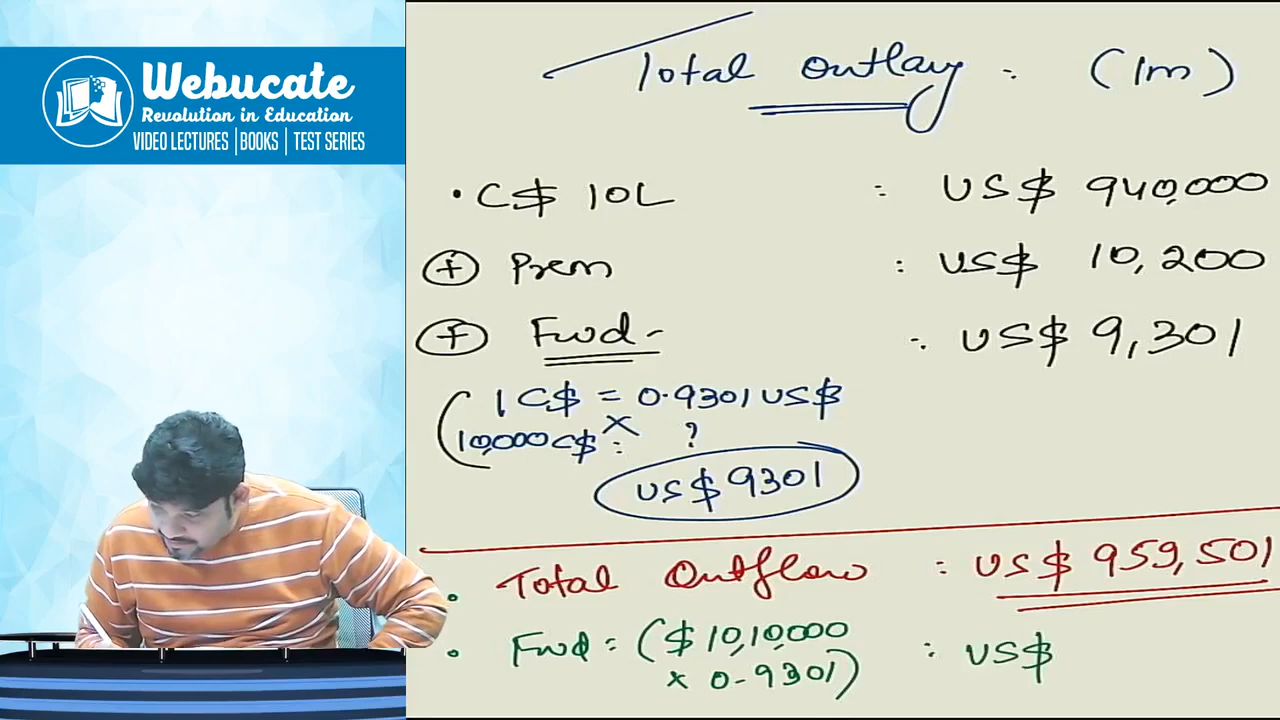 Webucate
Revolution in Education
VIDEO LECTURES | BOOKS | TEST SERIES
Total outlay : (1m)
• C$ 10L : US$ 940,000
(+) Prem : US$ 10,200
(+) Fwd - : US$ 9,301
( 1 C$ = 0.9301 US$
10,000 C$ : × ?
US$ 9301
• Total Outflow : US$ 959,501
• Fwd : ($ 10,10,000 : US$
× 0.9301)